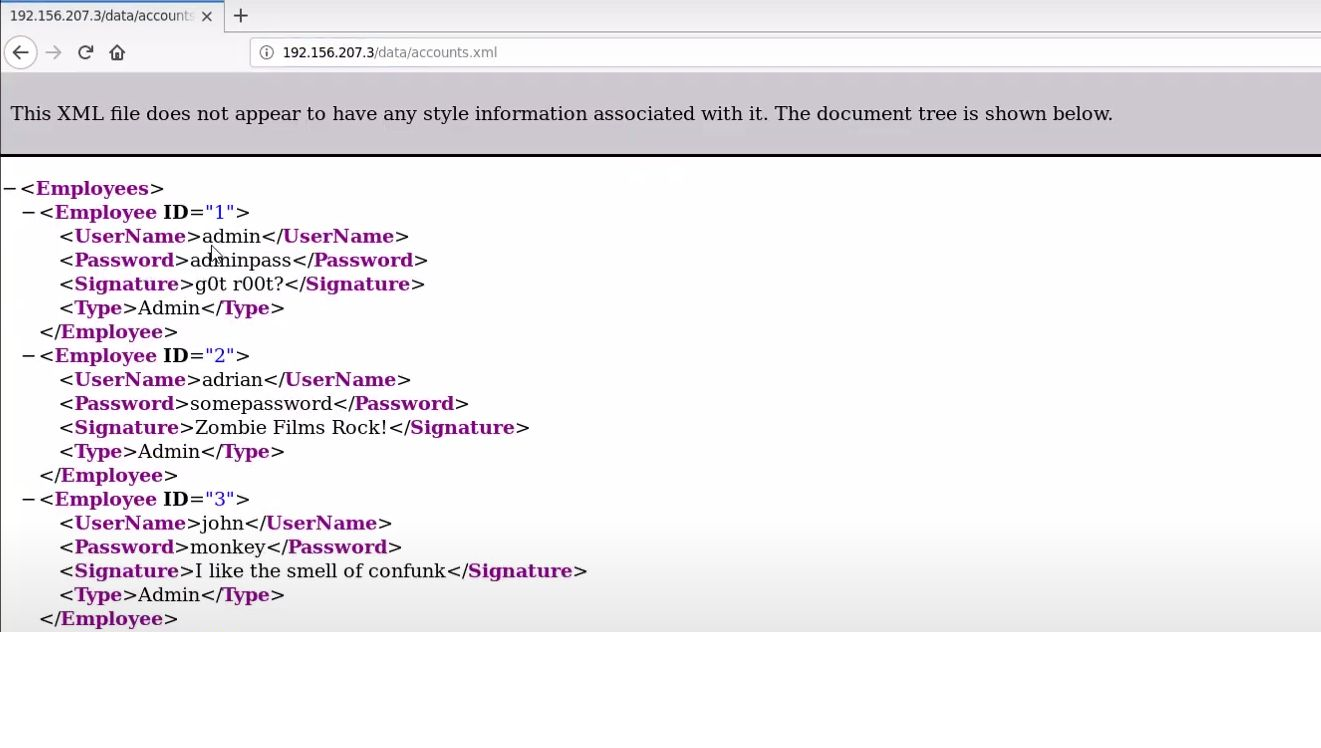 192.156.207.3/data/accounts
192.156.207.3/data/accounts.xml
This XML file does not appear to have any style information associated with it. The document tree is shown below.
−<Employees>
−<Employee ID="1">
<UserName>admin</UserName>
<Password>adminpass</Password>
<Signature>g0t r00t?</Signature>
<Type>Admin</Type>
</Employee>
−<Employee ID="2">
<UserName>adrian</UserName>
<Password>somepassword</Password>
<Signature>Zombie Films Rock!</Signature>
<Type>Admin</Type>
</Employee>
−<Employee ID="3">
<UserName>john</UserName>
<Password>monkey</Password>
<Signature>I like the smell of confunk</Signature>
<Type>Admin</Type>
</Employee>